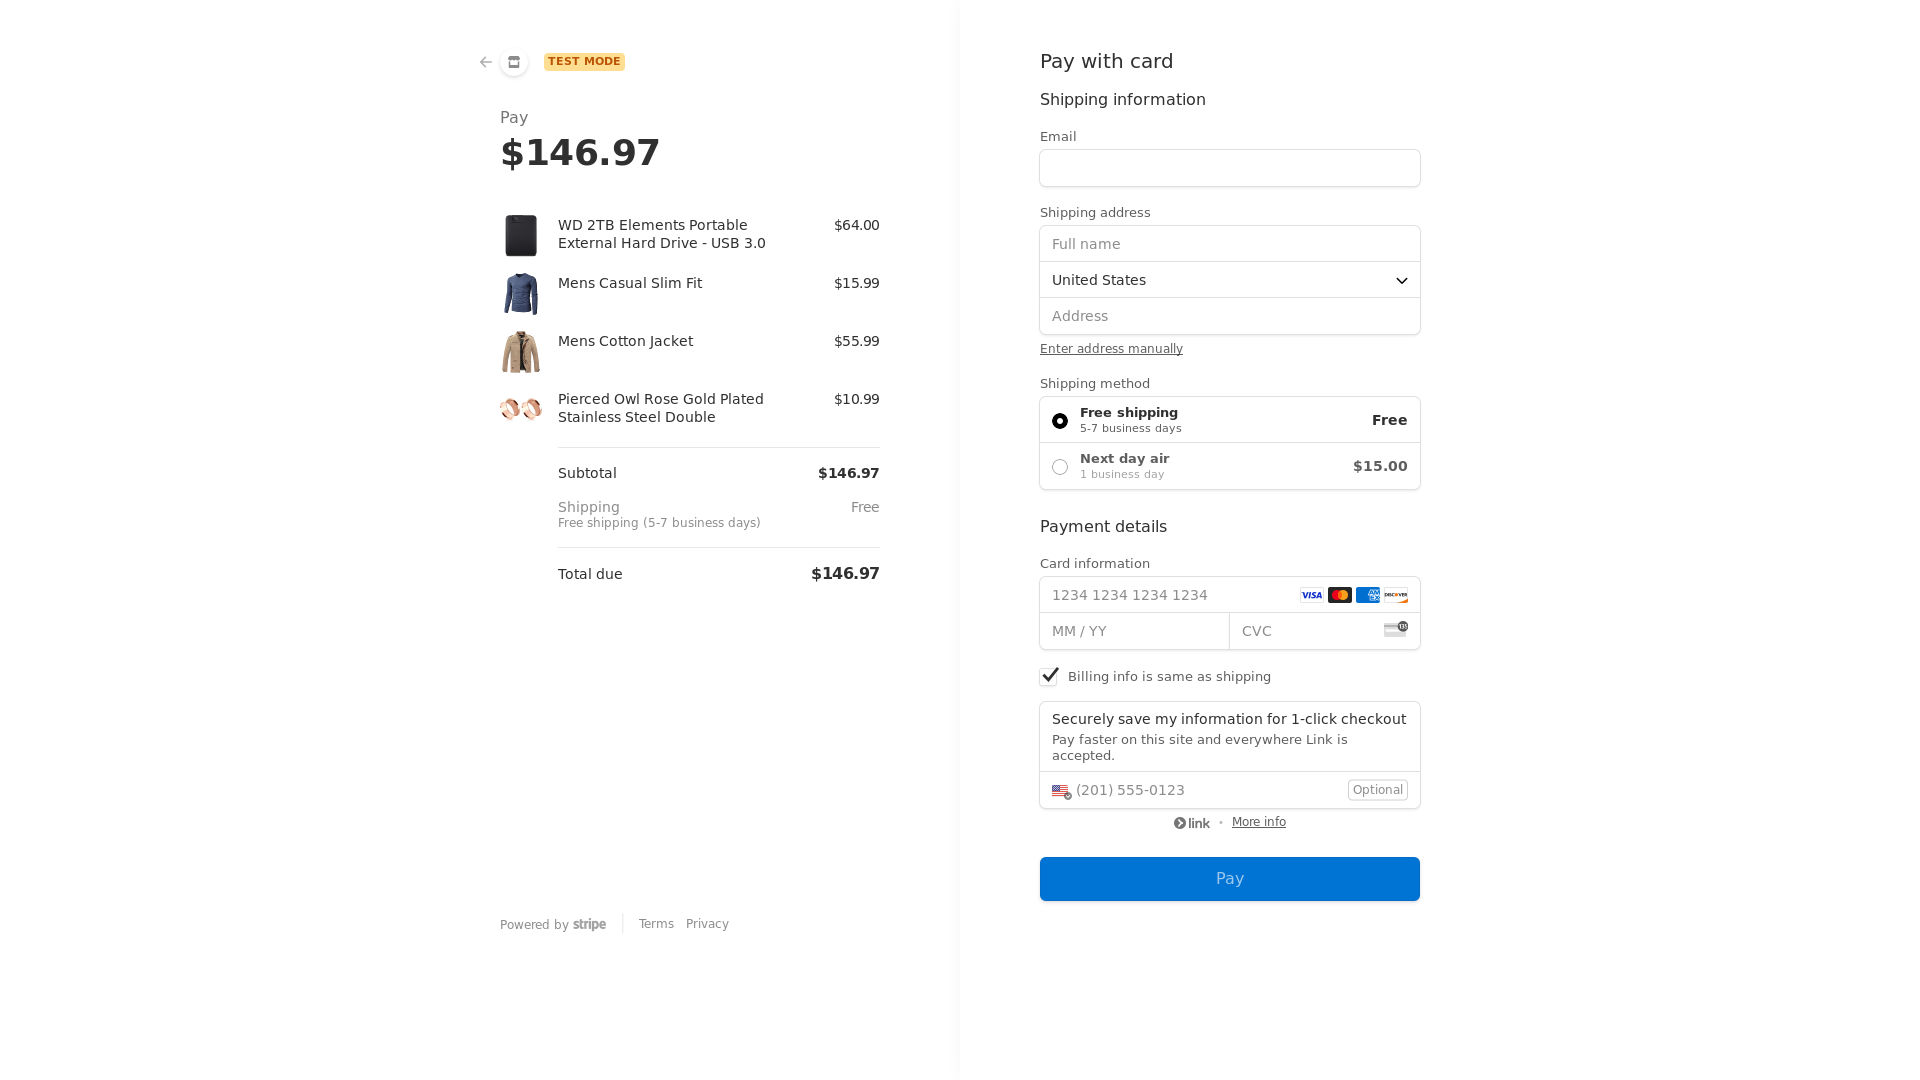 TEST MODE
Pay
$146.97
WD 2TB Elements Portable $64.00
External Hard Drive - USB 3.0
Mens Casual Slim Fit $15.99
Mens Cotton Jacket $55.99
Pierced Owl Rose Gold Plated $10.99
Stainless Steel Double
Subtotal $146.97
Shipping Free
Free shipping (5-7 business days)
Total due $146.97
Powered by stripe Terms Privacy
Pay with card
Shipping information
Email
Shipping address
Full name
United States
Address
Enter address manually
Shipping method
Free shipping
5-7 business days
Free
Next day air
1 business day
$15.00
Payment details
Card information
1234 1234 1234 1234 VISA AM EX DISCOVER
MM / YY CVC 135
Billing info is same as shipping
Securely save my information for 1-click checkout
Pay faster on this site and everywhere Link is
accepted.
(201) 555-0123 Optional
link • More info
Pay